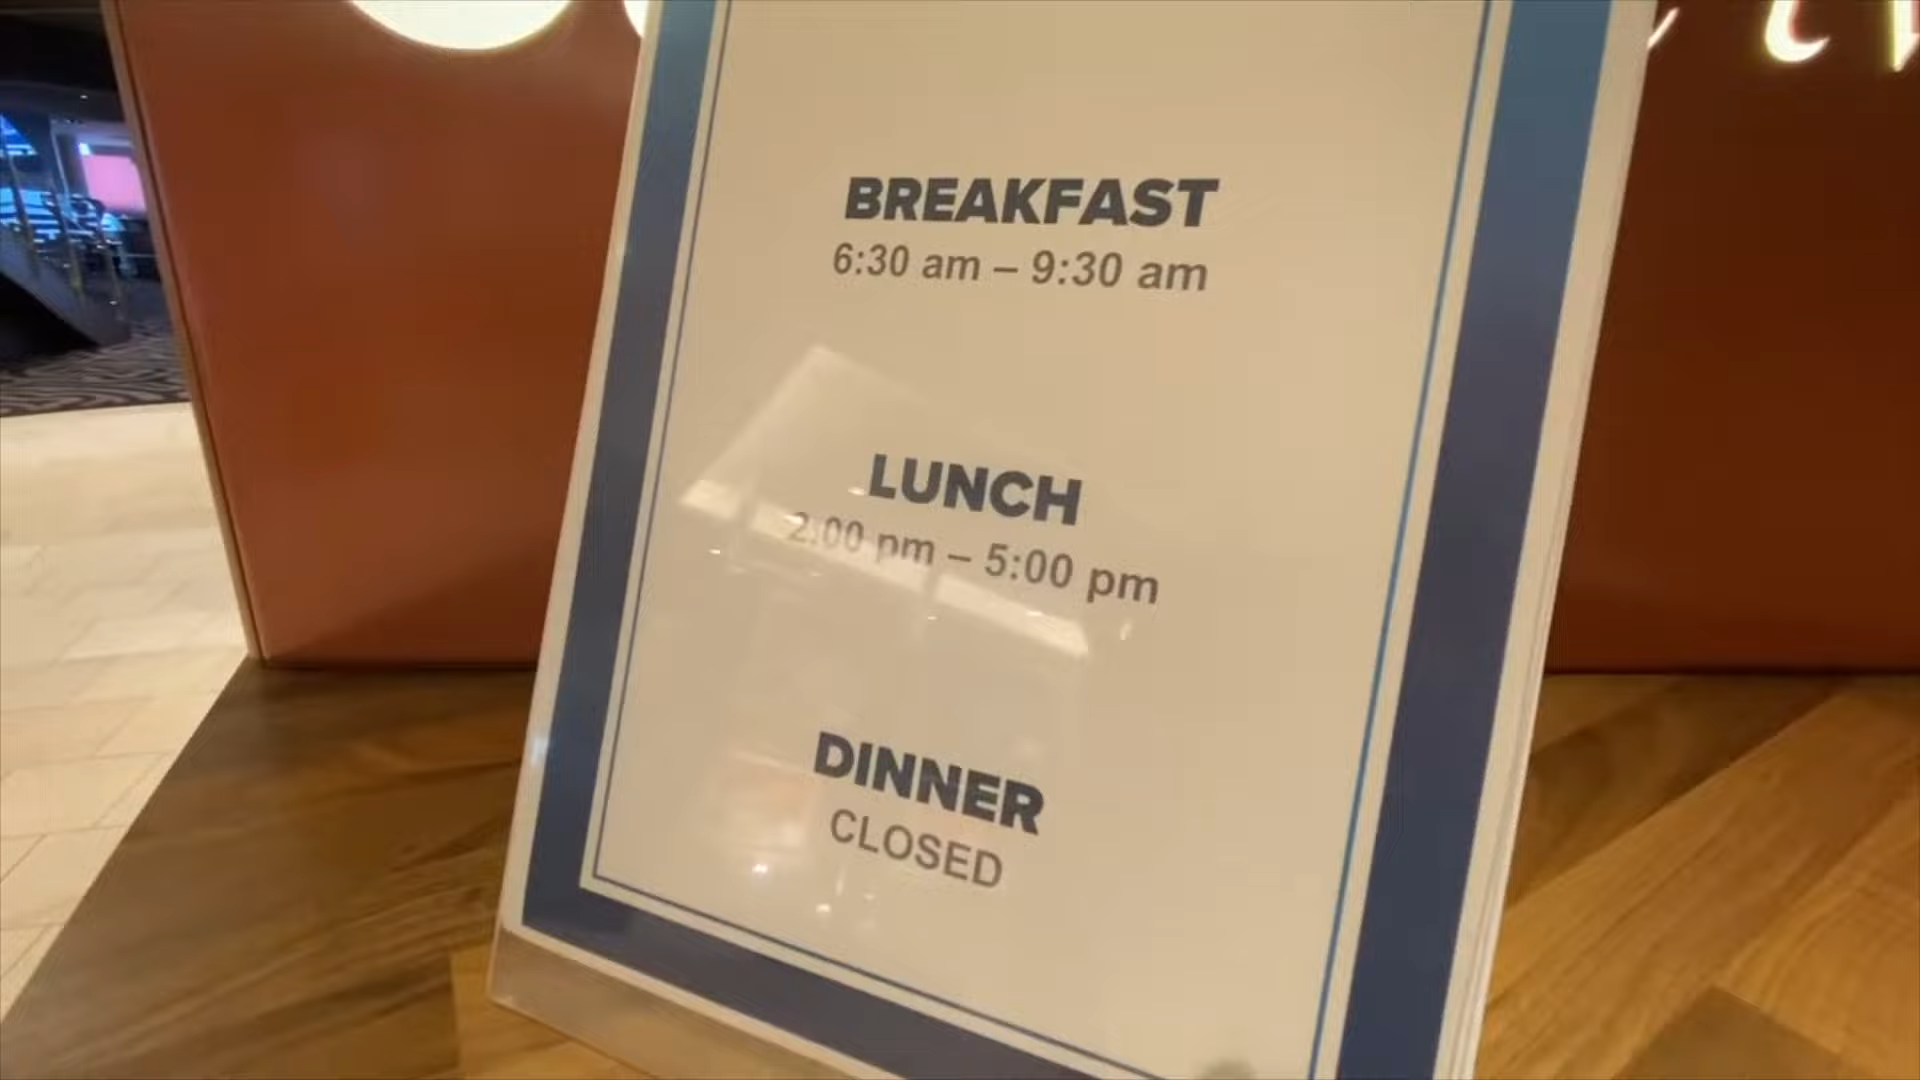 BREAKFAST
6:30 am – 9:30 am
LUNCH
2:00 pm – 5:00 pm
DINNER
CLOSED